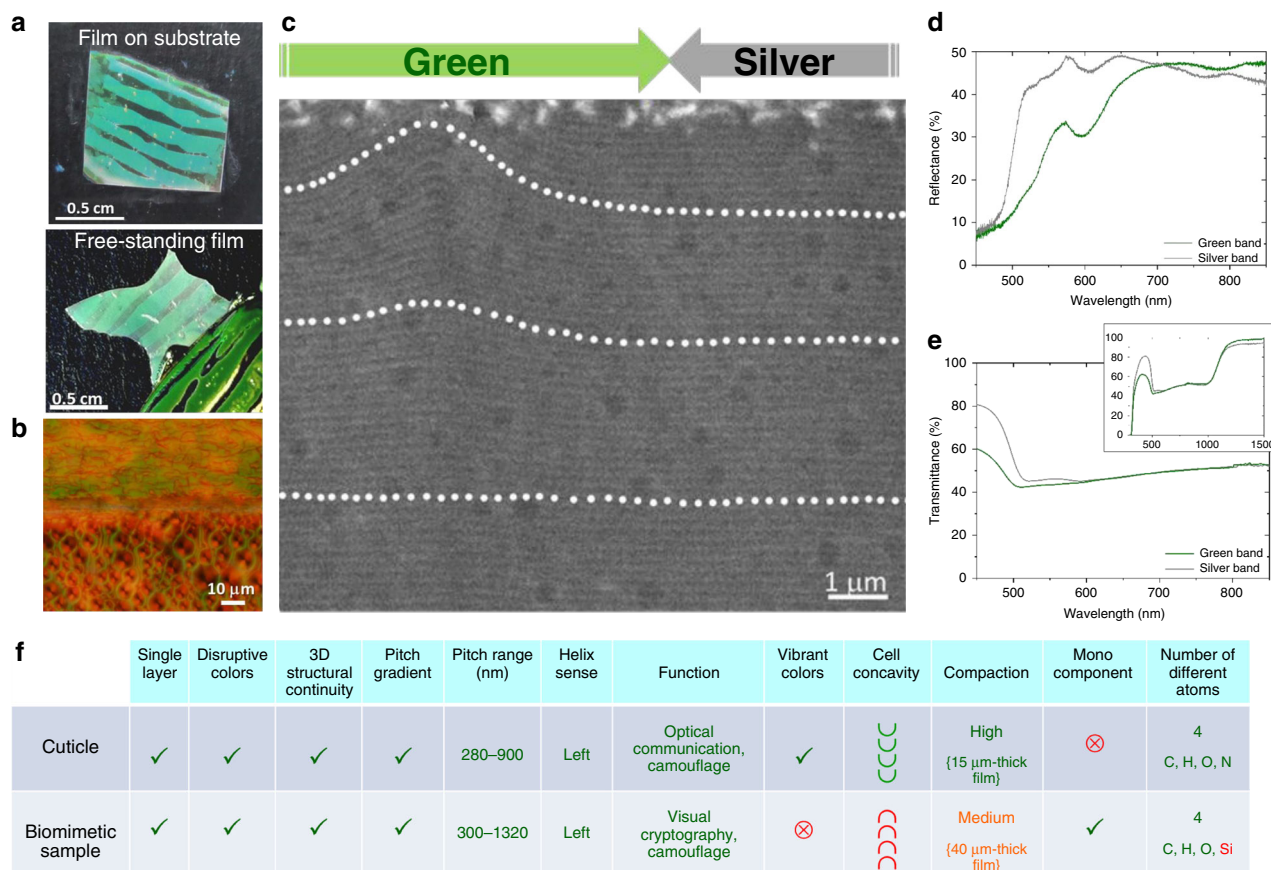 a
Film on substrate
0.5 cm
Free-standing film
0.5 cm
b
10 μm
c
Green
Silver
1 μm
d
50
40
30
20
10
0
Reflectance (%)
500
600
700
800
Wavelength (nm)
Green band
Silver band
e
100
80
60
40
20
0
Transmittance (%)
500
600
700
800
Wavelength (nm)
Green band
Silver band
100
80
60
40
20
0
500
1000
1500
f
Single
layer
Disruptive
colors
3D
structural
continuity
Pitch
gradient
Pitch range
(nm)
Helix
sense
Function
Vibrant
colors
Cell
concavity
Compaction
Mono
component
Number of
different
atoms
Cuticle
✓
✓
✓
✓
280–900
Left
Optical
communication,
camouflage
✓
High
{15 μm-thick
film}
4
C, H, O, N
Biomimetic
sample
✓
✓
✓
✓
300–1320
Left
Visual
cryptography,
camouflage
Medium
{40 μm-thick
film}
✓
4
C, H, O, Si